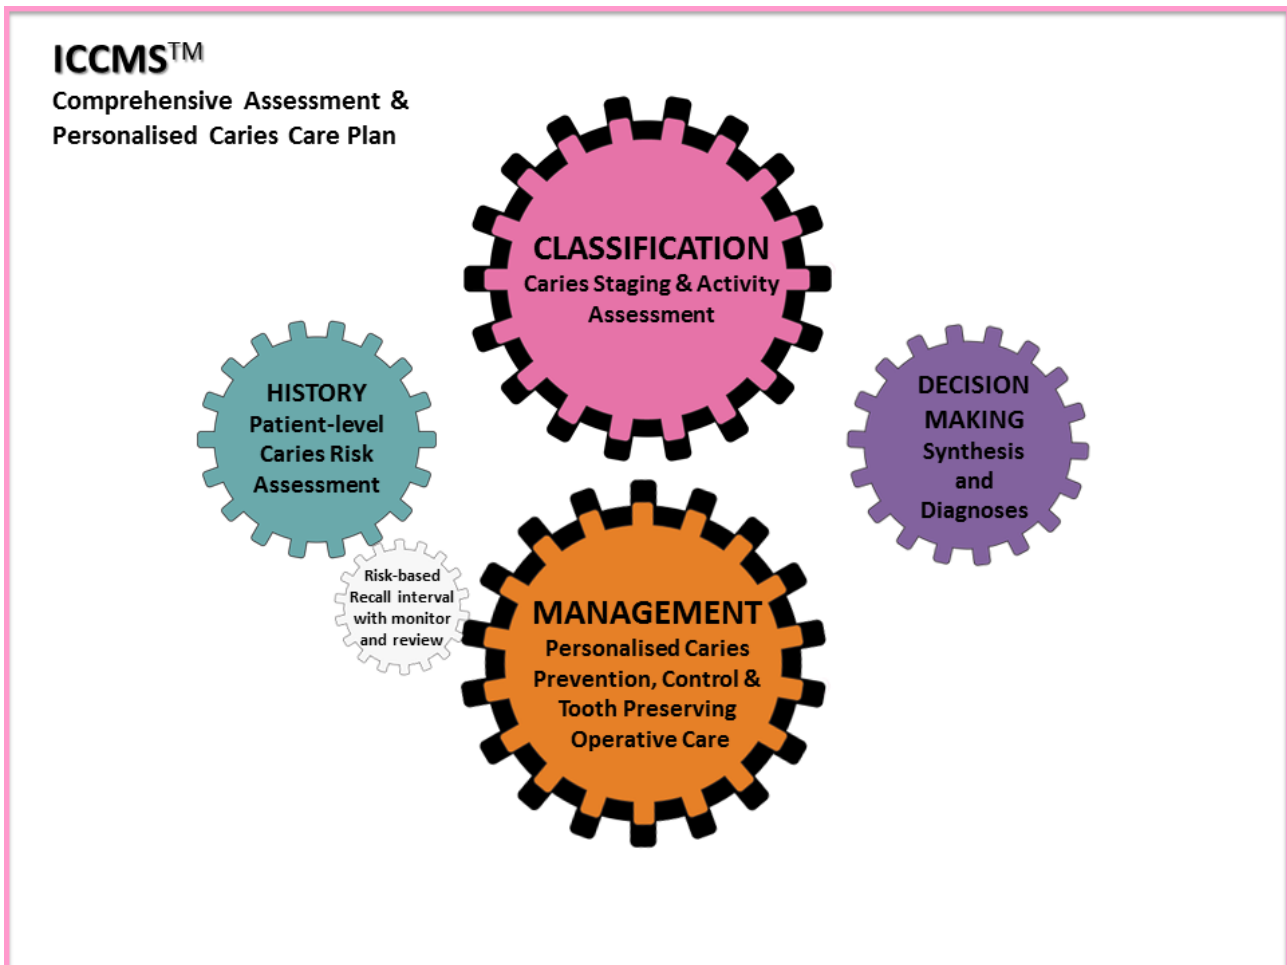 ICCMS™
Comprehensive Assessment &
Personalised Caries Care Plan
CLASSIFICATION
Caries Staging & Activity
Assessment
HISTORY
Patient-level
Caries Risk
Assessment
DECISION
MAKING
Synthesis
and
Diagnoses
Risk-based
Recall interval
with monitor
and review
MANAGEMENT
Personalised Caries
Prevention, Control &
Tooth Preserving
Operative Care